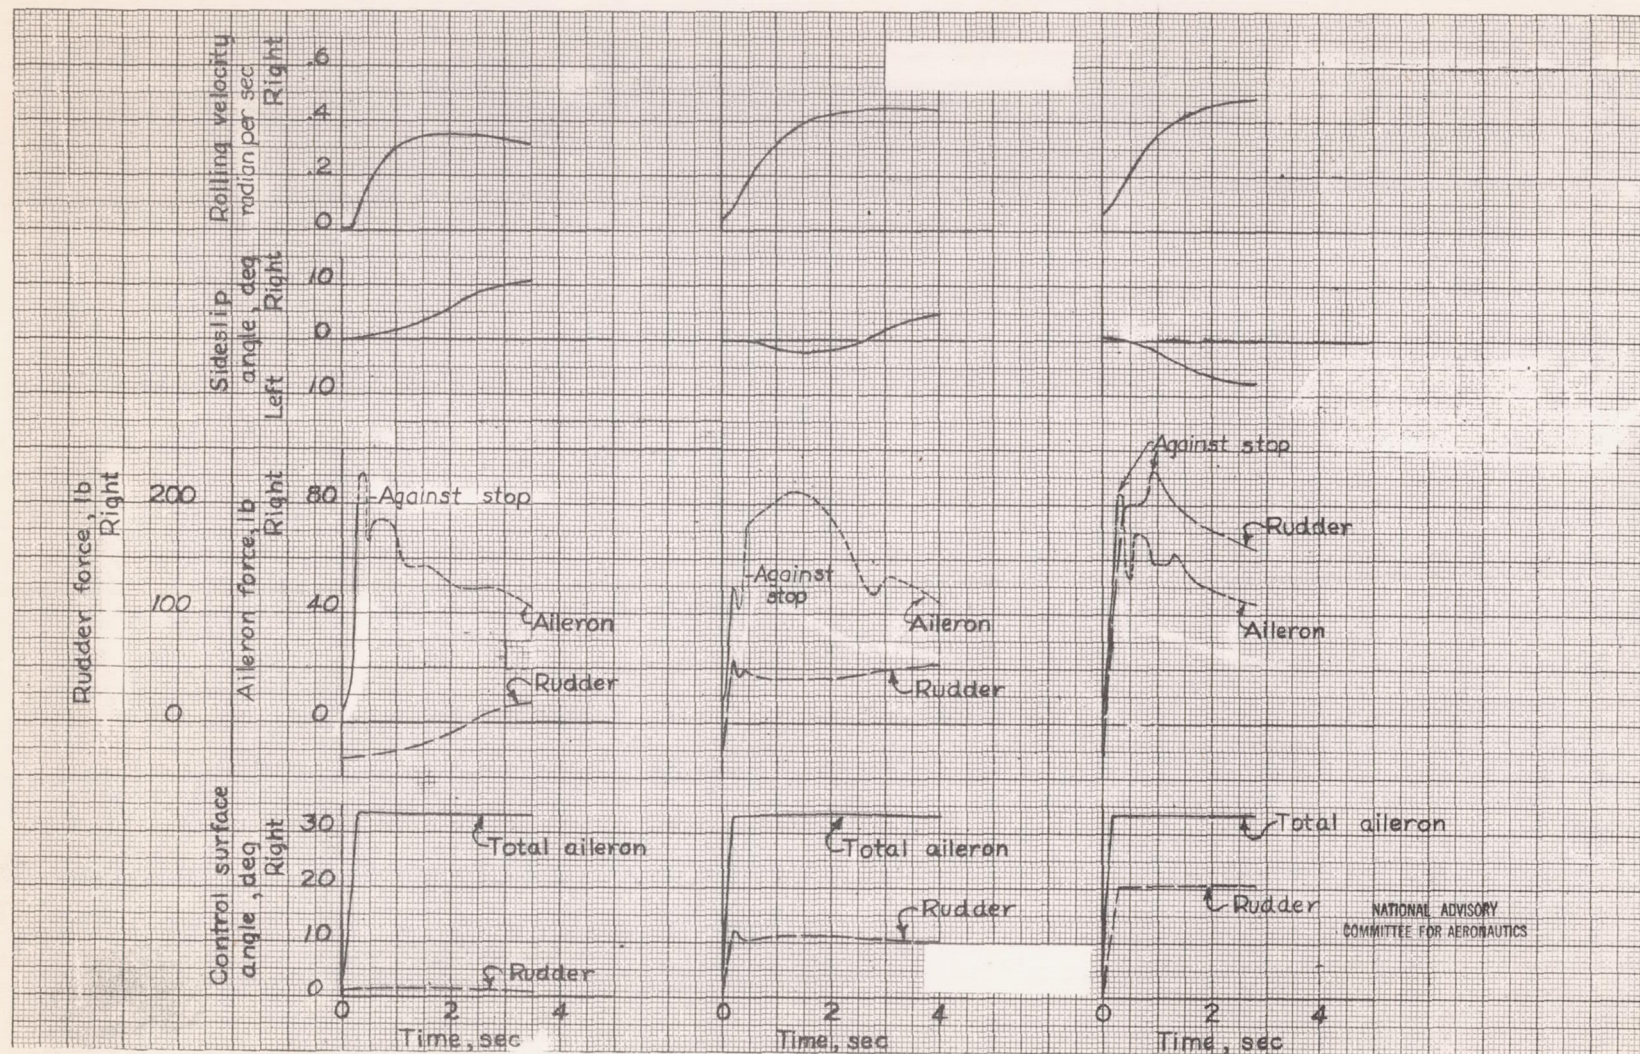 Rolling velocity
radian per sec
Right
.6
.4
.2
0
Sideslip
angle, deg
Left Right
10
0
10
Rudder force, lb
Right
200
100
0
Aileron force, lb
Right
80
40
0
Against stop
Aileron
Rudder
Against
stop
Aileron
Rudder
Against stop
Rudder
Aileron
Control surface
angle, deg
Right
30
20
10
0
Total aileron
Rudder
Total aileron
Rudder
Total aileron
Rudder
NATIONAL ADVISORY
COMMITTEE FOR AERONAUTICS
0 2 4
Time, sec
0 2 4
Time, sec
0 2 4
Time, sec